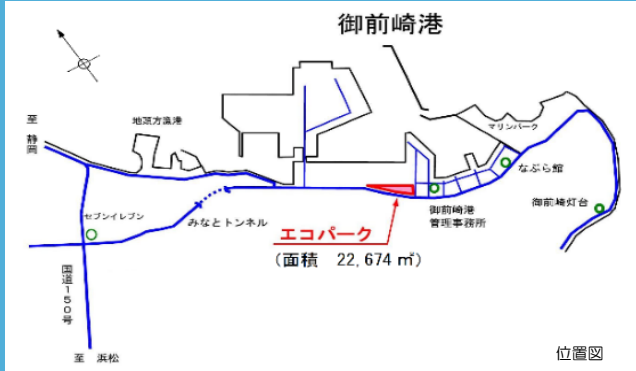 御前崎港
至 静岡
地頭方漁港
マリンパーク
なぶら館
御前崎灯台
セブンイレブン
みなとトンネル
御前崎港
管理事務所
エコパーク
(面積 22,674 ㎡)
国道150号
至 浜松
位置図